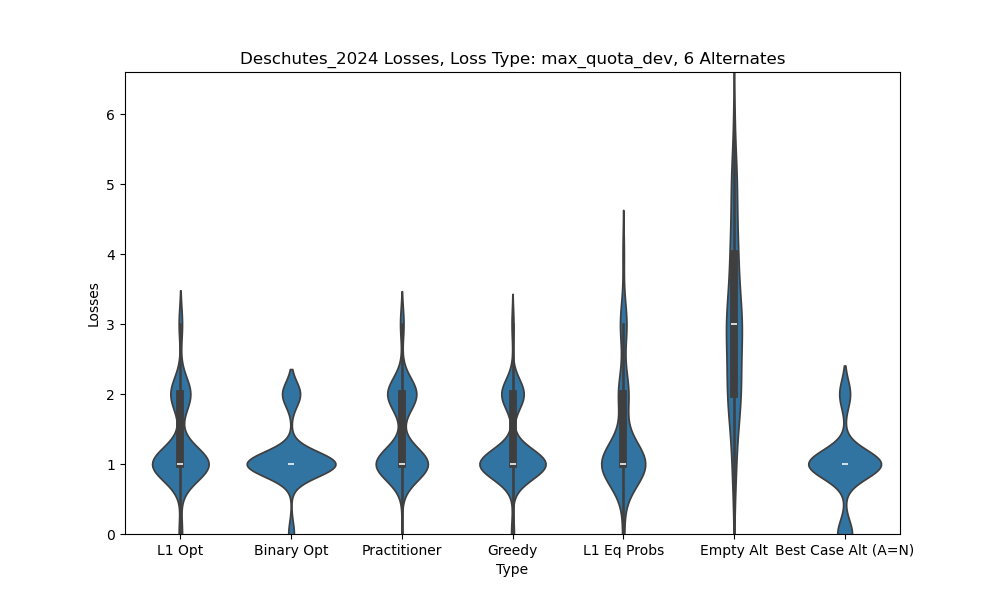 Deschutes_2024 Losses, Loss Type: max_quota_dev, 6 Alternates
Losses
6
5
4
3
2
1
0
L1 Opt Binary Opt Practitioner Greedy L1 Eq Probs Empty Alt Best Case Alt (A=N)
Type